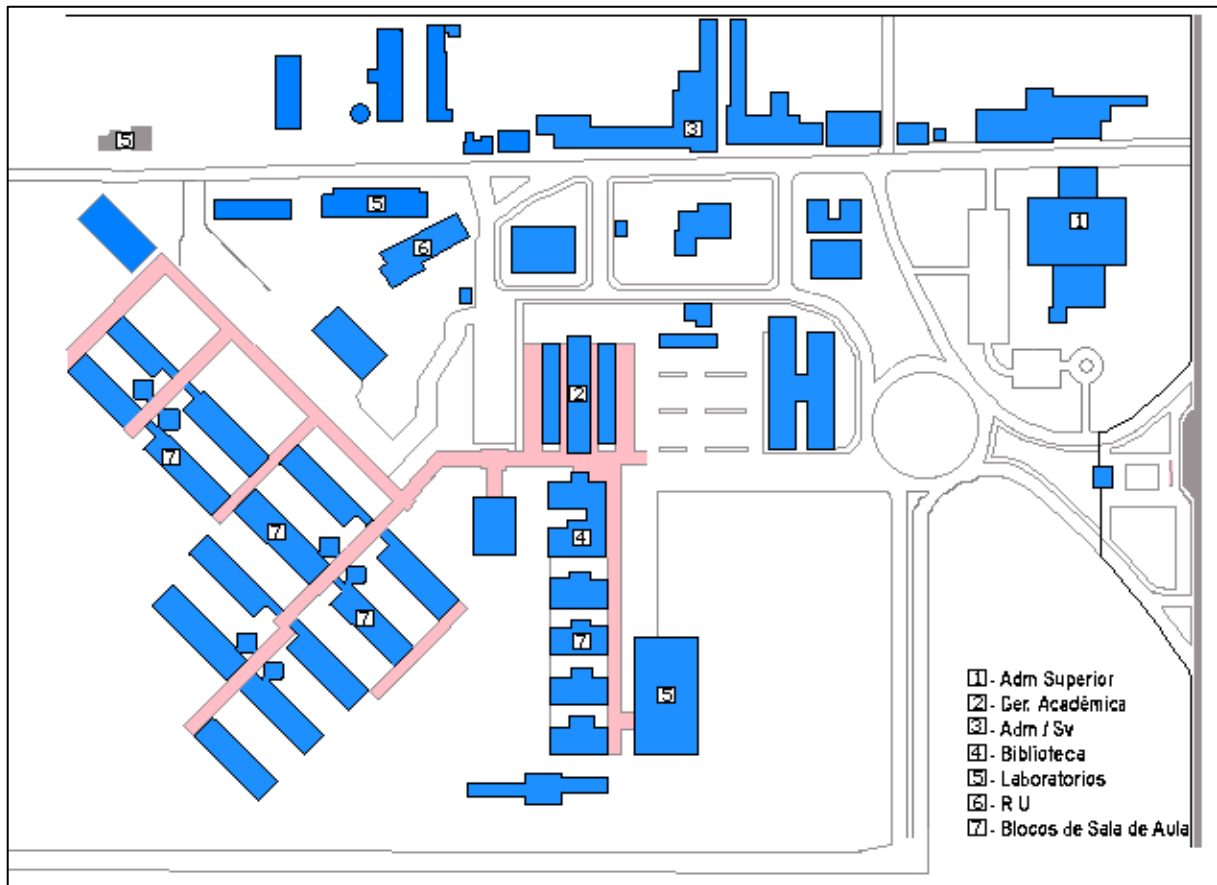 3
5
5
1
6
2
7
7
4
7
7
5
1 - Adm Superior
2 - Ger. Acadêmica
3 - Adm / Sv
4 - Biblioteca
5 - Laboratorios
6 - R U
7 - Blocos de Sala de Aula